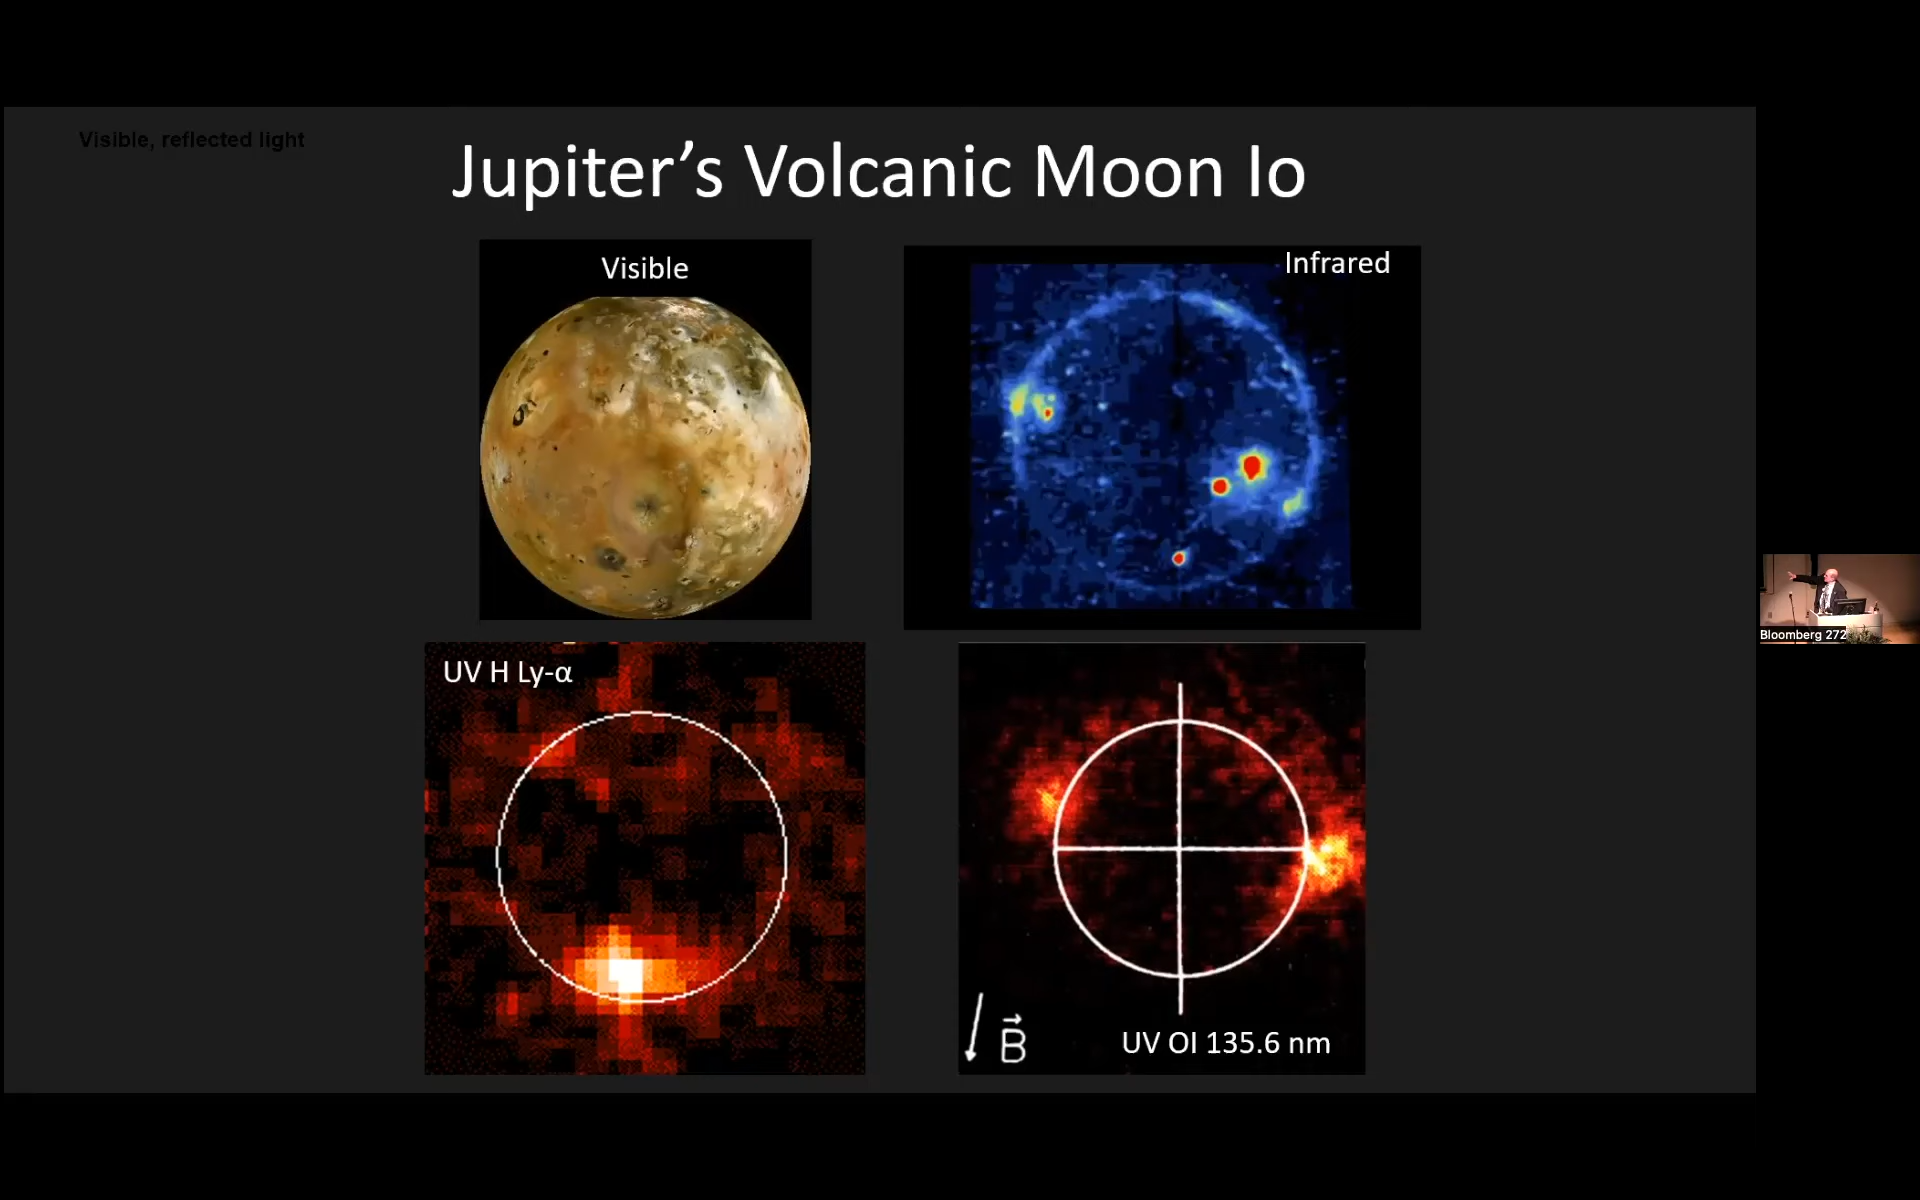 Visible, reflected light
Jupiter’s Volcanic Moon Io
Visible
Infrared
UV H Ly-α
B
UV OI 135.6 nm
Bloomberg 272